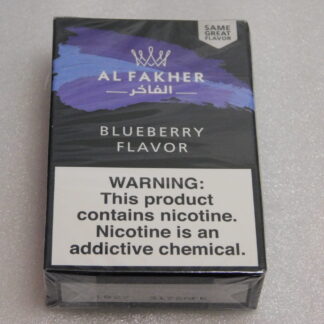 SAME
GREAT
FLAVOR
AL FAKHER
الفاخر
BLUEBERRY
FLAVOR
WARNING:
This product
contains nicotine.
Nicotine is an
addictive chemical.